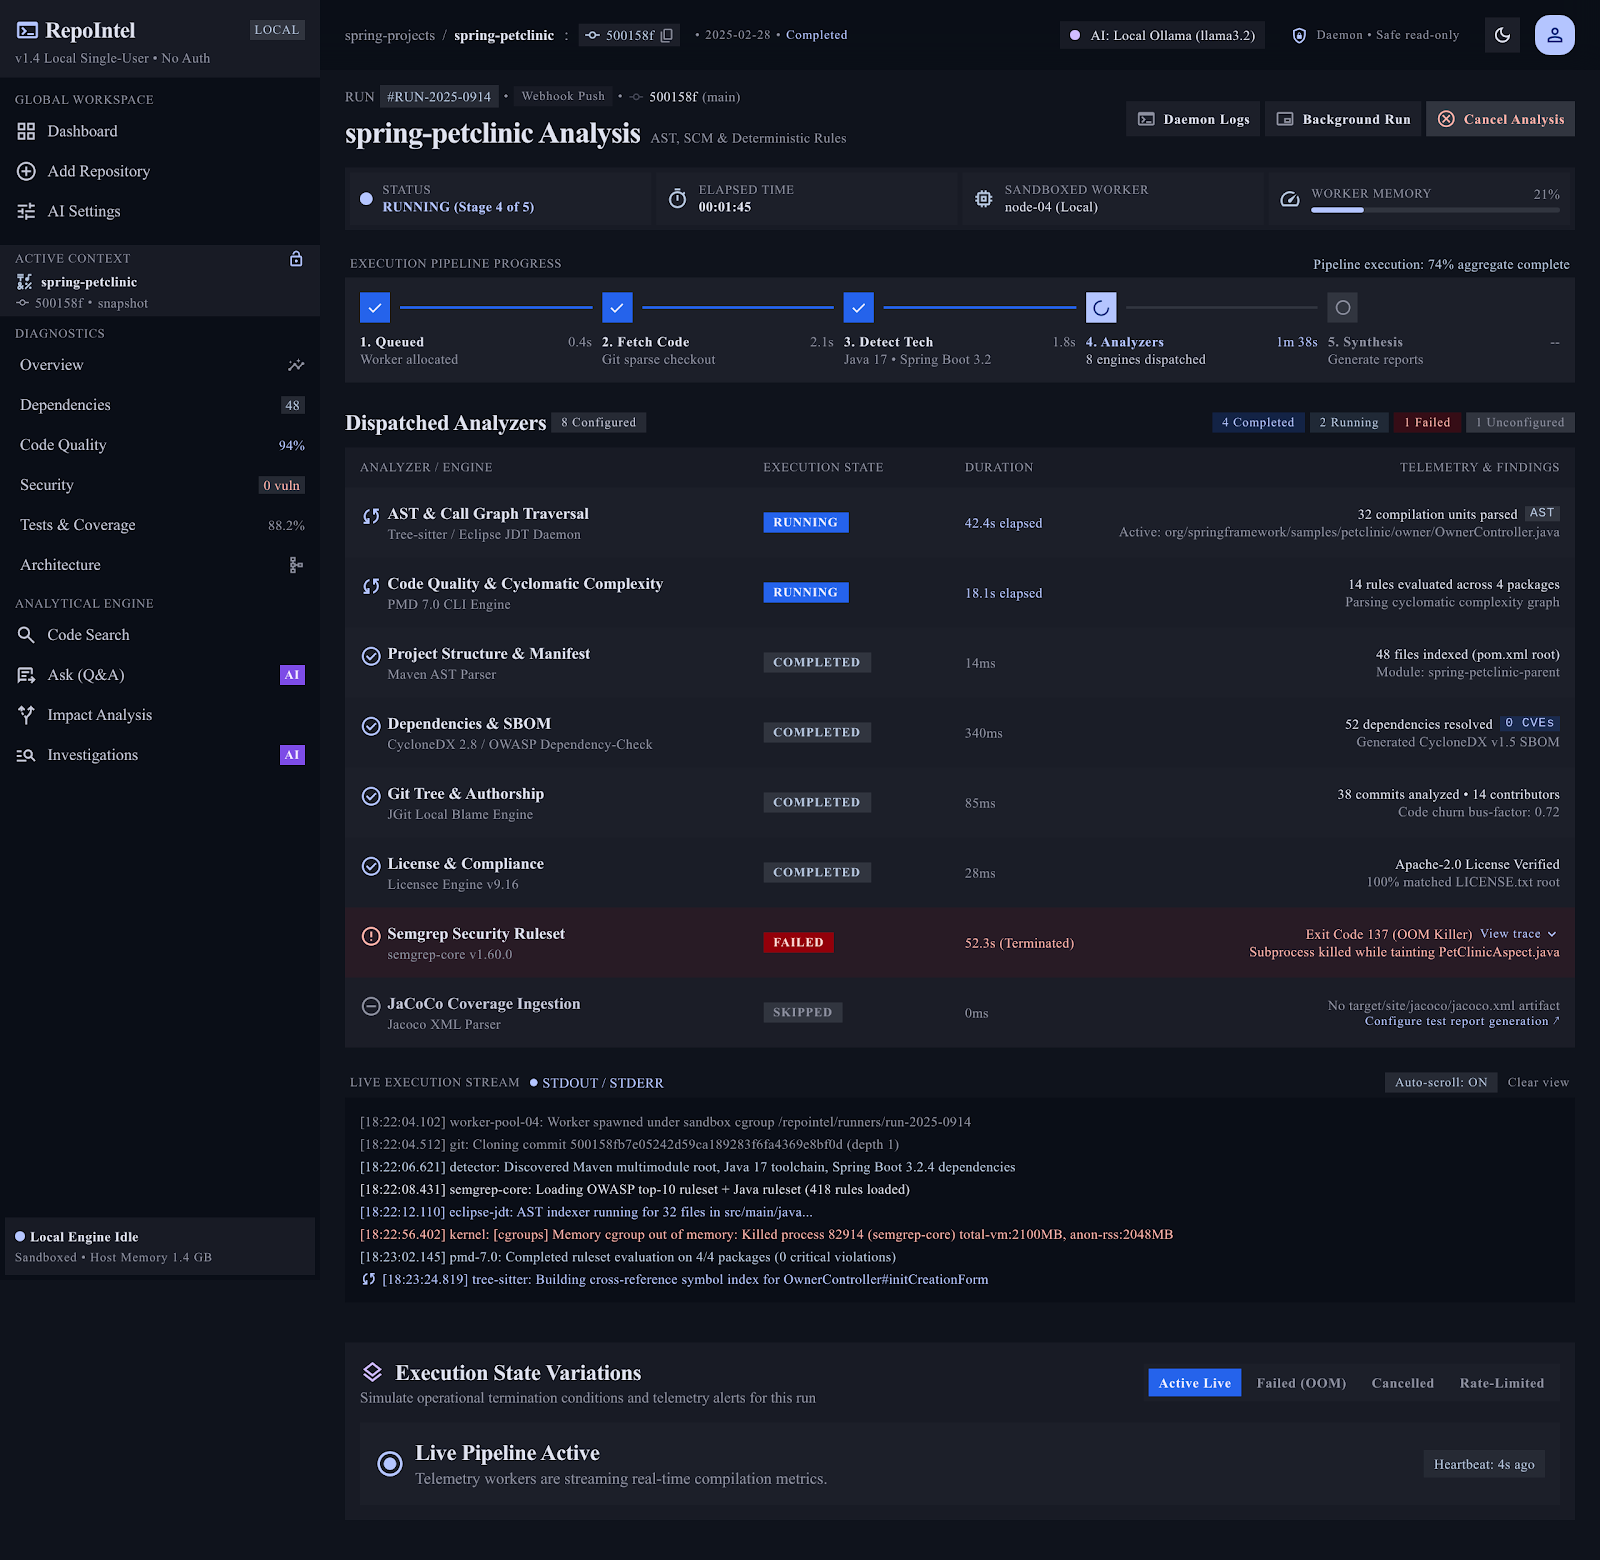 RepoIntel
LOCAL
v1.4 Local Single-User • No Auth
GLOBAL WORKSPACE
Dashboard
Add Repository
AI Settings
ACTIVE CONTEXT
spring-petclinic
500158f • snapshot
DIAGNOSTICS
Overview
Dependencies 48
Code Quality 94%
Security 0 vuln
Tests & Coverage 88.2%
Architecture
ANALYTICAL ENGINE
Code Search
Ask (Q&A) AI
Impact Analysis
Investigations AI
Local Engine Idle
Sandboxed • Host Memory 1.4 GB
spring-projects / spring-petclinic : 500158f • 2025-02-28 • Completed
AI: Local Ollama (llama3.2)
Daemon • Safe read-only
RUN #RUN-2025-0914 • Webhook Push • 500158f (main)
spring-petclinic Analysis AST, SCM & Deterministic Rules
Daemon Logs
Background Run
Cancel Analysis
STATUS
RUNNING (Stage 4 of 5)
ELAPSED TIME
00:01:45
SANDBOXED WORKER
node-04 (Local)
WORKER MEMORY 21%
EXECUTION PIPELINE PROGRESS
Pipeline execution: 74% aggregate complete
1. Queued 0.4s
Worker allocated
2. Fetch Code 2.1s
Git sparse checkout
3. Detect Tech 1.8s
Java 17 • Spring Boot 3.2
4. Analyzers 1m 38s
8 engines dispatched
5. Synthesis --
Generate reports
Dispatched Analyzers 8 Configured
4 Completed 2 Running 1 Failed 1 Unconfigured
ANALYZER / ENGINE EXECUTION STATE DURATION TELEMETRY & FINDINGS
AST & Call Graph Traversal
Tree-sitter / Eclipse JDT Daemon
RUNNING
42.4s elapsed
32 compilation units parsed AST
Active: org/springframework/samples/petclinic/owner/OwnerController.java
Code Quality & Cyclomatic Complexity
PMD 7.0 CLI Engine
RUNNING
18.1s elapsed
14 rules evaluated across 4 packages
Parsing cyclomatic complexity graph
Project Structure & Manifest
Maven AST Parser
COMPLETED
14ms
48 files indexed (pom.xml root)
Module: spring-petclinic-parent
Dependencies & SBOM
CycloneDX 2.8 / OWASP Dependency-Check
COMPLETED
340ms
52 dependencies resolved 0 CVEs
Generated CycloneDX v1.5 SBOM
Git Tree & Authorship
JGit Local Blame Engine
COMPLETED
85ms
38 commits analyzed • 14 contributors
Code churn bus-factor: 0.72
License & Compliance
Licensee Engine v9.16
COMPLETED
28ms
Apache-2.0 License Verified
100% matched LICENSE.txt root
Semgrep Security Ruleset
semgrep-core v1.60.0
FAILED
52.3s (Terminated)
Exit Code 137 (OOM Killer) View trace
Subprocess killed while tainting PetClinicAspect.java
JaCoCo Coverage Ingestion
Jacoco XML Parser
SKIPPED
0ms
No target/site/jacoco/jacoco.xml artifact
Configure test report generation ↗
LIVE EXECUTION STREAM STDOUT / STDERR
Auto-scroll: ON Clear view
[18:22:04.102] worker-pool-04: Worker spawned under sandbox cgroup /repointel/runners/run-2025-0914
[18:22:04.512] git: Cloning commit 500158fb7e05242d59ca189283f6fa4369e8bf0d (depth 1)
[18:22:06.621] detector: Discovered Maven multimodule root, Java 17 toolchain, Spring Boot 3.2.4 dependencies
[18:22:08.431] semgrep-core: Loading OWASP top-10 ruleset + Java ruleset (418 rules loaded)
[18:22:12.110] eclipse-jdt: AST indexer running for 32 files in src/main/java...
[18:22:56.402] kernel: [cgroups] Memory cgroup out of memory: Killed process 82914 (semgrep-core) total-vm:2100MB, anon-rss:2048MB
[18:23:02.145] pmd-7.0: Completed ruleset evaluation on 4/4 packages (0 critical violations)
[18:23:24.819] tree-sitter: Building cross-reference symbol index for OwnerController#initCreationForm
Execution State Variations
Simulate operational termination conditions and telemetry alerts for this run
Active Live Failed (OOM) Cancelled Rate-Limited
Live Pipeline Active
Telemetry workers are streaming real-time compilation metrics.
Heartbeat: 4s ago